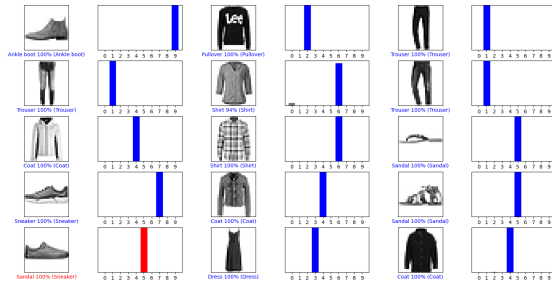 Lee
0 1 2 3 4 5 6 7 8 9
0 1 2 3 4 5 6 7 8 9
0 1 2 3 4 5 6 7 8 9
Ankle boot 100% (Ankle boot)
Pullover 100% (Pullover)
Trouser 100% (Trouser)
0 1 2 3 4 5 6 7 8 9
0 1 2 3 4 5 6 7 8 9
0 1 2 3 4 5 6 7 8 9
Trouser 100% (Trouser)
Shirt 94% (Shirt)
Trouser 100% (Trouser)
0 1 2 3 4 5 6 7 8 9
0 1 2 3 4 5 6 7 8 9
0 1 2 3 4 5 6 7 8 9
Coat 100% (Coat)
Shirt 100% (Shirt)
Sandal 100% (Sandal)
0 1 2 3 4 5 6 7 8 9
0 1 2 3 4 5 6 7 8 9
0 1 2 3 4 5 6 7 8 9
Sneaker 100% (Sneaker)
Coat 100% (Coat)
Sandal 100% (Sandal)
0 1 2 3 4 5 6 7 8 9
0 1 2 3 4 5 6 7 8 9
0 1 2 3 4 5 6 7 8 9
Sandal 100% (Sneaker)
Dress 100% (Dress)
Coat 100% (Coat)